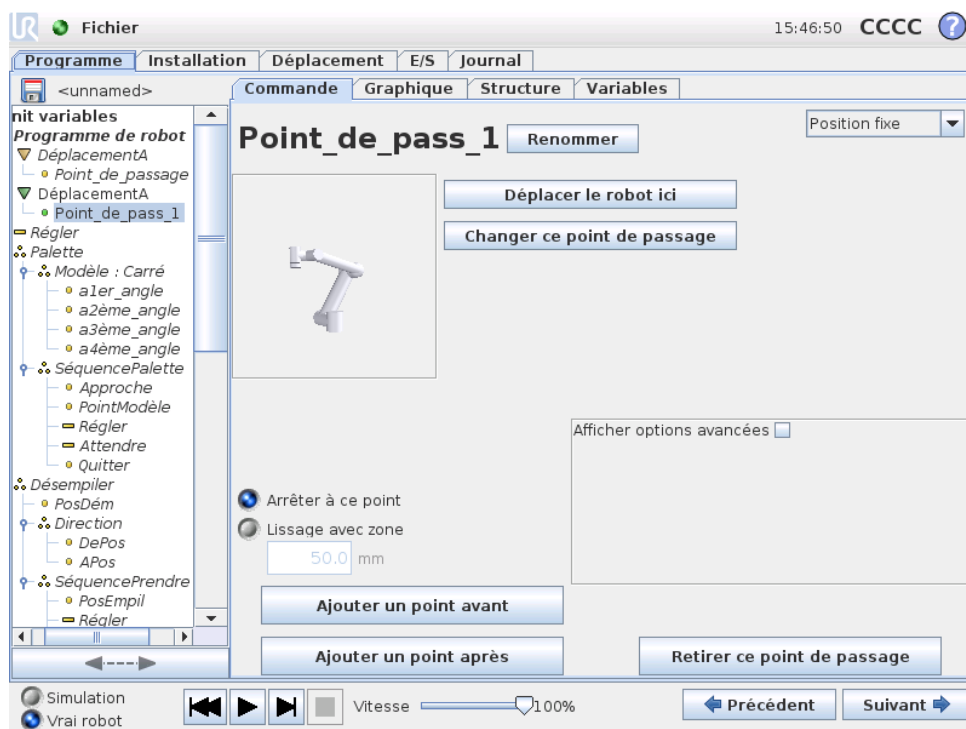 UR Fichier 15:46:50 CCCC ?
Programme Installation Déplacement E/S Journal
<unnamed>
Commande Graphique Structure Variables
nit variables
Programme de robot
DéplacementA
Point_de_passage
DéplacementA
Point_de_pass_1
Régler
Palette
Modèle : Carré
a1er_angle
a2ème_angle
a3ème_angle
a4ème_angle
SéquencePalette
Approche
PointModèle
Régler
Attendre
Quitter
Désempiler
PosDém
Direction
DePos
APos
SéquencePrendre
PosEmpil
Régler
Point_de_pass_1 Renommer
Position fixe
Déplacer le robot ici
Changer ce point de passage
Afficher options avancées
Arrêter à ce point
Lissage avec zone
50.0 mm
Ajouter un point avant
Ajouter un point après
Retirer ce point de passage
Simulation
Vrai robot
Vitesse 100%
Précédent
Suivant